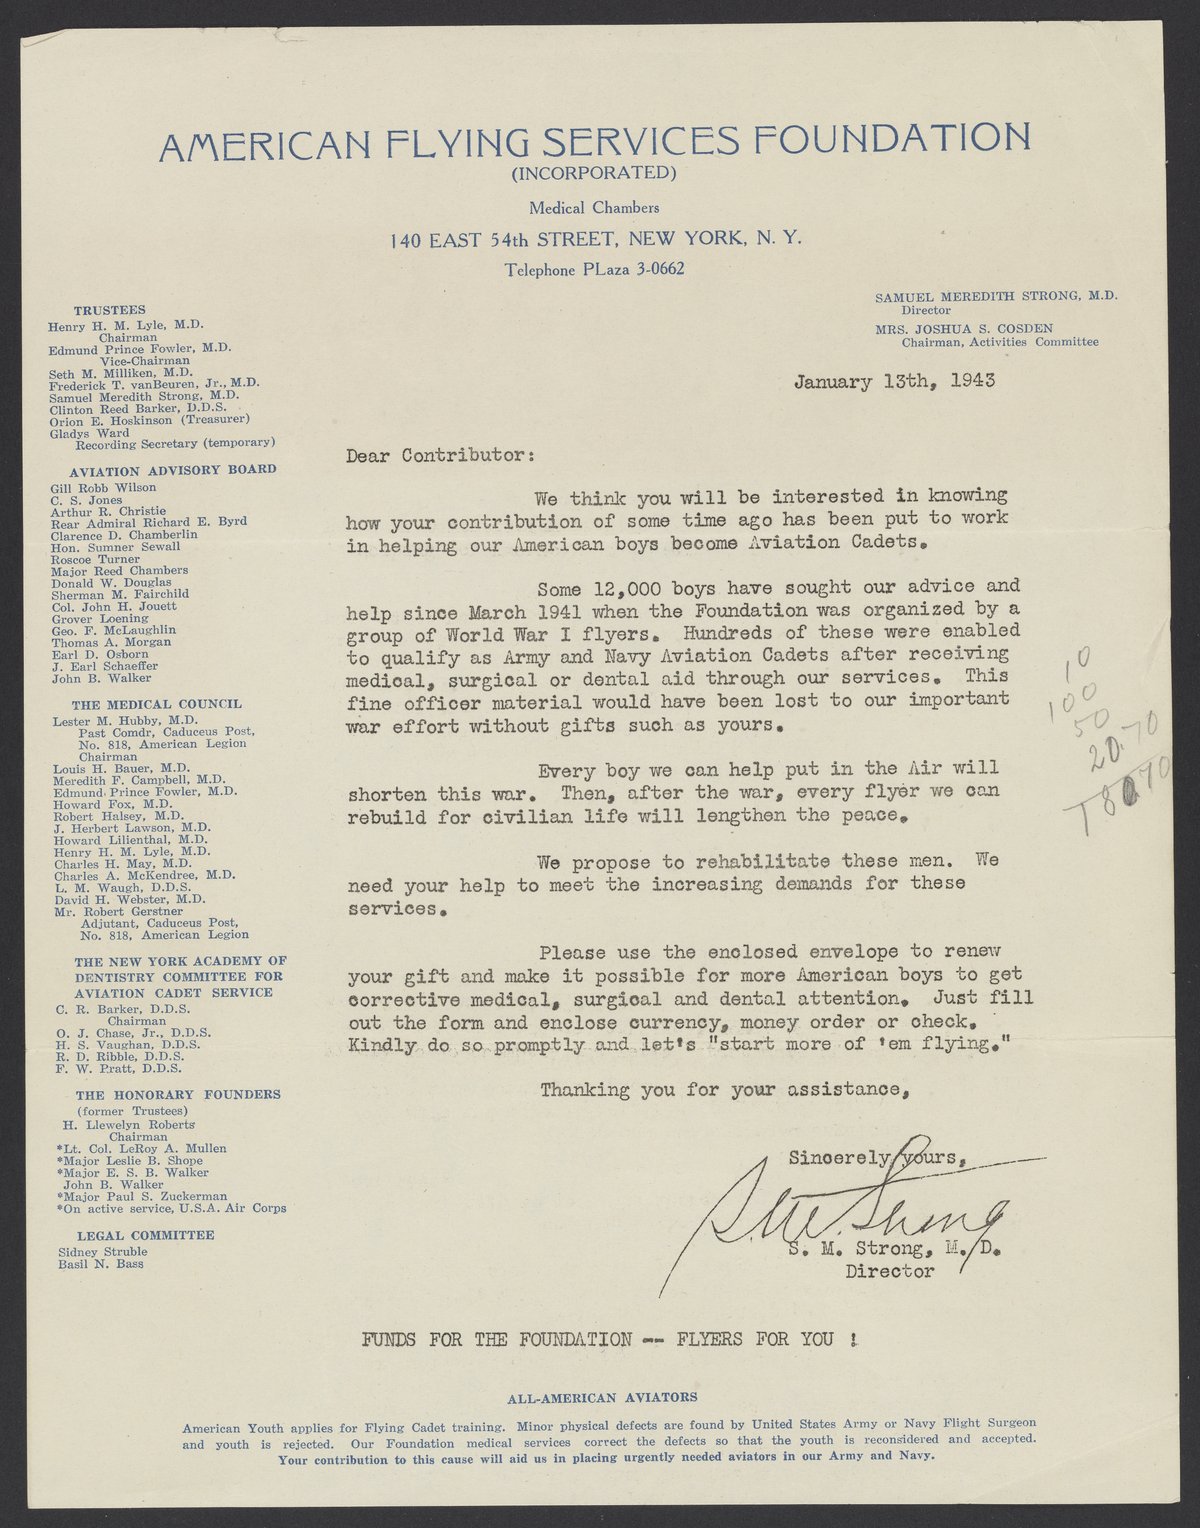 AMERICAN FLYING SERVICES FOUNDATION
(INCORPORATED)
Medical Chambers
140 EAST 54th STREET, NEW YORK, N. Y.
Telephone PLaza 3-0662
SAMUEL MEREDITH STRONG, M.D.
Director
MRS. JOSHUA S. COSDEN
Chairman, Activities Committee
TRUSTEES
Henry H. M. Lyle, M.D.
Chairman
Edmund Prince Fowler, M.D.
Vice-Chairman
Seth M. Milliken, M.D.
Frederick T. vanBeuren, Jr., M.D.
Samuel Meredith Strong, M.D.
Clinton Reed Barker, D.D.S.
Orion E. Hoskinson (Treasurer)
Gladys Ward
Recording Secretary (temporary)
AVIATION ADVISORY BOARD
Gill Robb Wilson
C. S. Jones
Arthur R. Christie
Rear Admiral Richard E. Byrd
Clarence D. Chamberlin
Hon. Sumner Sewall
Roscoe Turner
Major Reed Chambers
Donald W. Douglas
Sherman M. Fairchild
Col. John H. Jouett
Grover Loening
Geo. F. McLaughlin
Thomas A. Morgan
Earl D. Osborn
J. Earl Schaeffer
John B. Walker
THE MEDICAL COUNCIL
Lester M. Hubby, M.D.
Past Comdr, Caduceus Post,
No. 818, American Legion
Chairman
Louis H. Bauer, M.D.
Meredith F. Campbell, M.D.
Edmund Prince Fowler, M.D.
Howard Fox, M.D.
Robert Halsey, M.D.
J. Herbert Lawson, M.D.
Howard Lilienthal, M.D.
Henry H. M. Lyle, M.D.
Charles H. May, M.D.
Charles A. McKendree, M.D.
L. M. Waugh, D.D.S.
David H. Webster, M.D.
Mr. Robert Gerstner
Adjutant, Caduceus Post,
No. 818, American Legion
THE NEW YORK ACADEMY OF
DENTISTRY COMMITTEE FOR
AVIATION CADET SERVICE
C. R. Barker, D.D.S.
Chairman
O. J. Chase, Jr., D.D.S.
H. S. Vaughan, D.D.S.
R. D. Ribble, D.D.S.
F. W. Pratt, D.D.S.
THE HONORARY FOUNDERS
(former Trustees)
H. Llewelyn Roberts
Chairman
*Lt. Col. LeRoy A. Mullen
*Major Leslie B. Shope
*Major E. S. B. Walker
John B. Walker
*Major Paul S. Zuckerman
*On active service, U.S.A. Air Corps
LEGAL COMMITTEE
Sidney Struble
Basil N. Bass
January 13th, 1943
Dear Contributor:
We think you will be interested in knowing
how your contribution of some time ago has been put to work
in helping our American boys become Aviation Cadets.
Some 12,000 boys have sought our advice and
help since March 1941 when the Foundation was organized by a
group of World War I flyers. Hundreds of these were enabled
to qualify as Army and Navy Aviation Cadets after receiving
medical, surgical or dental aid through our services. This
fine officer material would have been lost to our important
war effort without gifts such as yours.
Every boy we can help put in the Air will
shorten this war. Then, after the war, every flyer we can
rebuild for civilian life will lengthen the peace.
We propose to rehabilitate these men. We
need your help to meet the increasing demands for these
services.
Please use the enclosed envelope to renew
your gift and make it possible for more American boys to get
corrective medical, surgical and dental attention. Just fill
out the form and enclose currency, money order or check.
Kindly do so promptly and let's "start more of 'em flying."
Thanking you for your assistance,
Sincerely yours,
S. M. Strong
S. M. Strong, M. D.
Director
10
100
50
20.70
FUNDS FOR THE FOUNDATION -- FLYERS FOR YOU !
ALL-AMERICAN AVIATORS
American Youth applies for Flying Cadet training. Minor physical defects are found by United States Army or Navy Flight Surgeon
and youth is rejected. Our Foundation medical services correct the defects so that the youth is reconsidered and accepted.
Your contribution to this cause will aid us in placing urgently needed aviators in our Army and Navy.